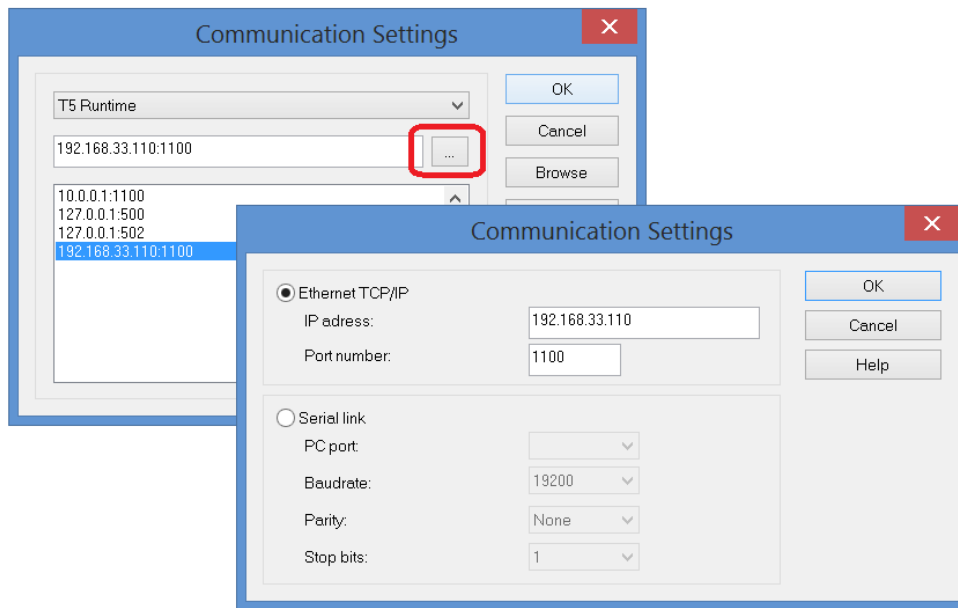 Communication Settings
T5 Runtime
192.168.33.110:1100
...
10.0.0.1:1100
127.0.0.1:500
127.0.0.1:502
192.168.33.110:1100
OK
Cancel
Browse
Communication Settings
Ethernet TCP/IP
IP adress:
192.168.33.110
Port number:
1100
Serial link
PC port:
Baudrate:
19200
Parity:
None
Stop bits:
1
OK
Cancel
Help